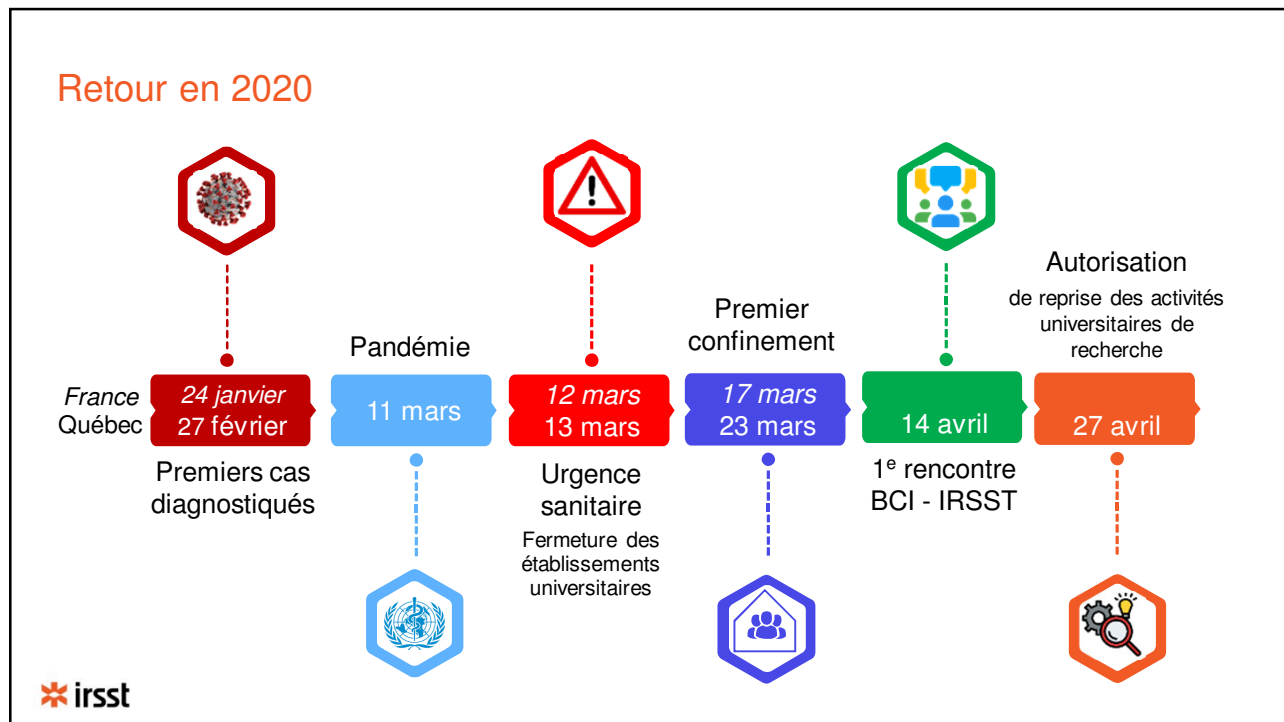 Retour en 2020
France
Québec
24 janvier
27 février
Premiers cas
diagnostiqués
Pandémie
11 mars
12 mars
13 mars
Urgence
sanitaire
Fermeture des
établissements
universitaires
Premier
confinement
17 mars
23 mars
14 avril
1e rencontre
BCI - IRSST
Autorisation
de reprise des activités
universitaires de
recherche
27 avril
irsst